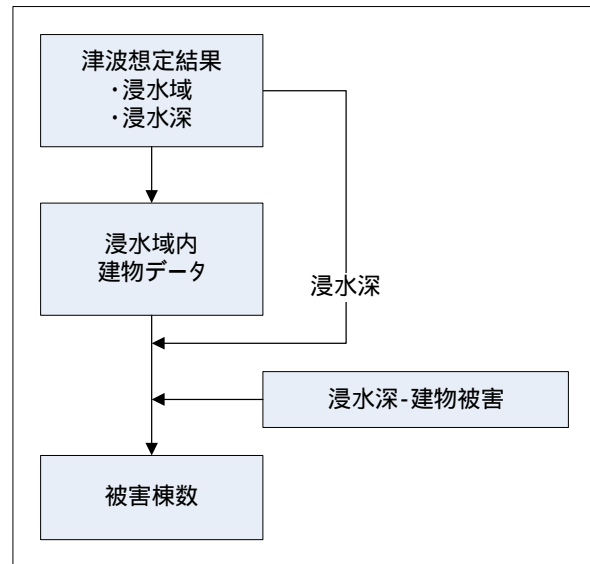 津波想定結果
・浸水域
・浸水深
浸水域内
建物データ
浸水深
浸水深-建物被害
被害棟数